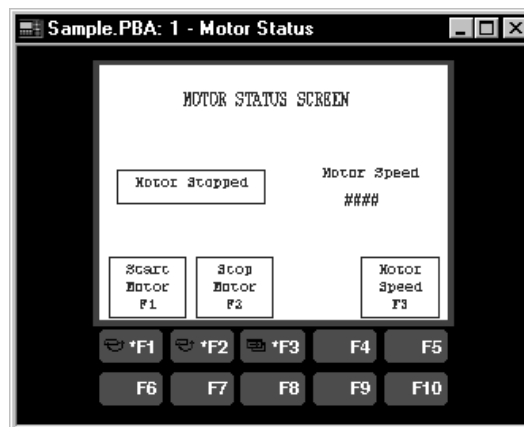 Sample.PBA: 1 - Motor Status
MOTOR STATUS SCREEN
Motor Stopped
Motor Speed
####
Start
Motor
F1
Stop
Motor
F2
Motor
Speed
F3
*F1 *F2 *F3 F4 F5
F6 F7 F8 F9 F10